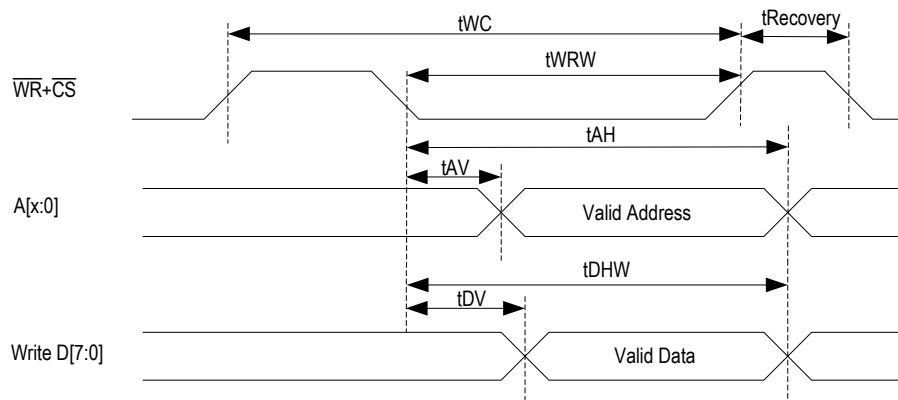 tWC
tRecovery
tWRW
WR+CS
tAH
tAV
A[x:0]
Valid Address
tDHW
tDV
Write D[7:0]
Valid Data